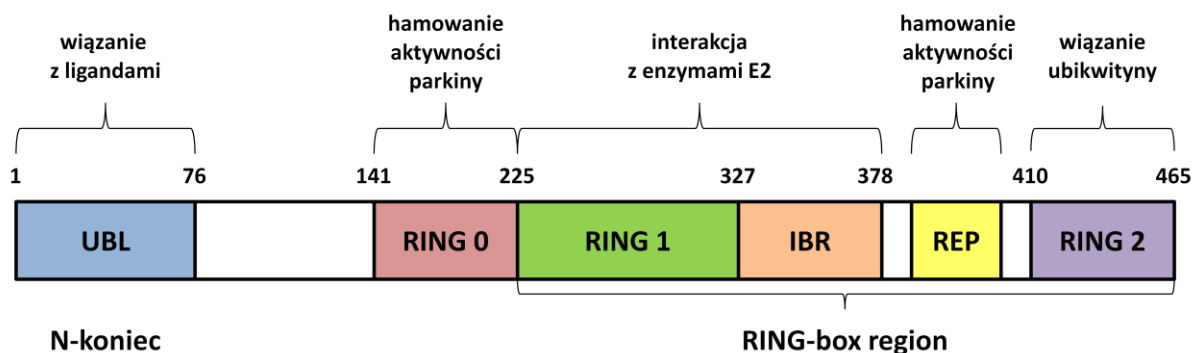 wiązanie
z ligandami
hamowanie
aktywności
parkiny
interakcja
z enzymami E2
hamowanie
aktywności
parkiny
wiązanie
ubikwityny
1 76 141 225 327 378 410 465
UBL RING 0 RING 1 IBR REP RING 2
N-koniec RING-box region